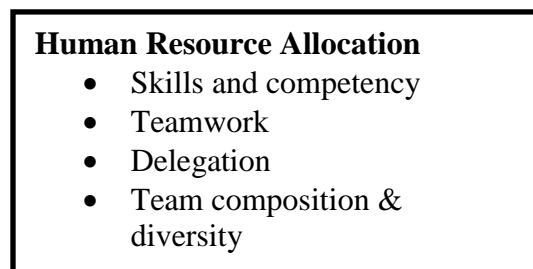 Human Resource Allocation
• Skills and competency
• Teamwork
• Delegation
• Team composition &
diversity